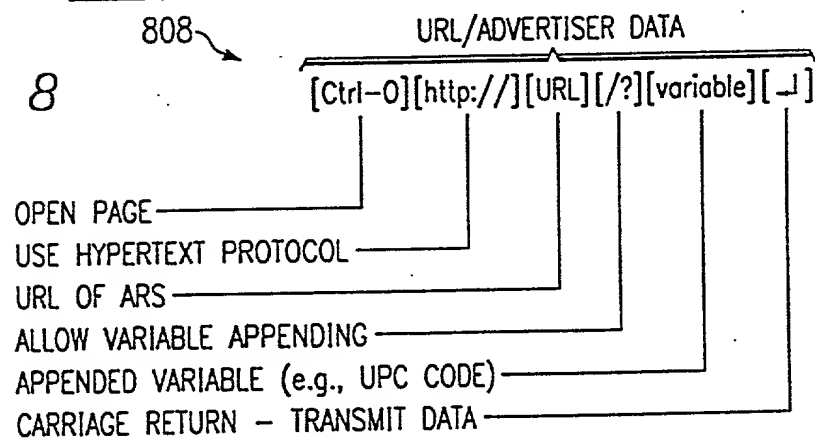 808
URL/ADVERTISER DATA
8
[Ctrl-O][http://][URL][/?][variable][↵]
OPEN PAGE
USE HYPERTEXT PROTOCOL
URL OF ARS
ALLOW VARIABLE APPENDING
APPENDED VARIABLE (e.g., UPC CODE)
CARRIAGE RETURN – TRANSMIT DATA